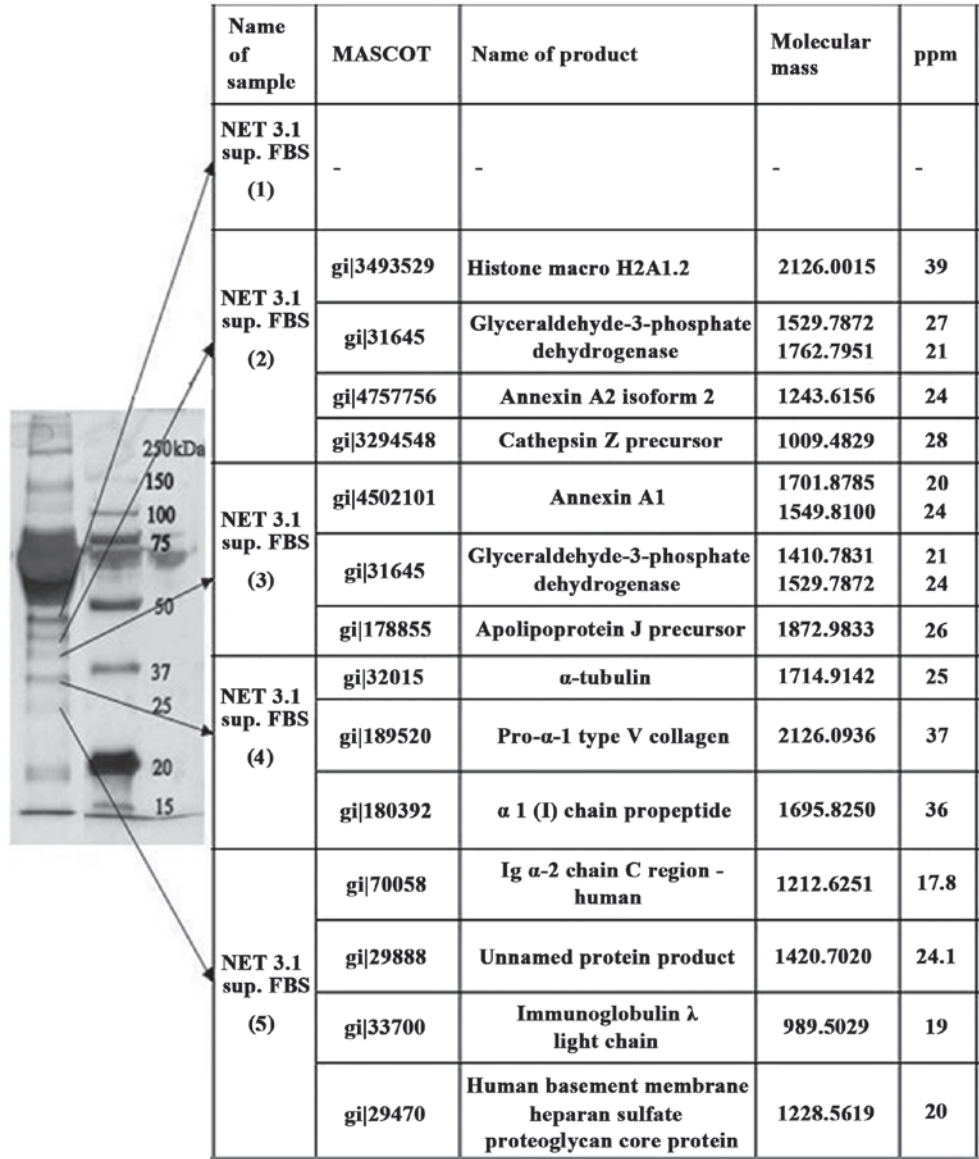 Name of sample MASCOT Name of product Molecular mass ppm
NET 3.1 sup. FBS (1) - - - -
NET 3.1 sup. FBS (2)
gi|3493529 Histone macro H2A1.2 2126.0015 39
gi|31645 Glyceraldehyde-3-phosphate dehydrogenase 1529.7872 27
1762.7951 21
gi|4757756 Annexin A2 isoform 2 1243.6156 24
gi|3294548 Cathepsin Z precursor 1009.4829 28
NET 3.1 sup. FBS (3)
gi|4502101 Annexin A1 1701.8785 20
1549.8100 24
gi|31645 Glyceraldehyde-3-phosphate dehydrogenase 1410.7831 21
1529.7872 24
gi|178855 Apolipoprotein J precursor 1872.9833 26
NET 3.1 sup. FBS (4)
gi|32015 α-tubulin 1714.9142 25
gi|189520 Pro-α-1 type V collagen 2126.0936 37
gi|180392 α 1 (I) chain propeptide 1695.8250 36
NET 3.1 sup. FBS (5)
gi|70058 Ig α-2 chain C region - human 1212.6251 17.8
gi|29888 Unnamed protein product 1420.7020 24.1
gi|33700 Immunoglobulin λ light chain 989.5029 19
gi|29470 Human basement membrane heparan sulfate proteoglycan core protein 1228.5619 20
250kDa
150
100
75
50
37
25
20
15